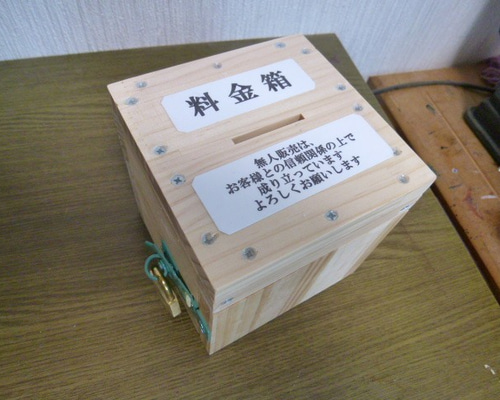 料金箱
無人販売は、
お客様との信頼関係の上で
成り立っています
よろしくお願いします